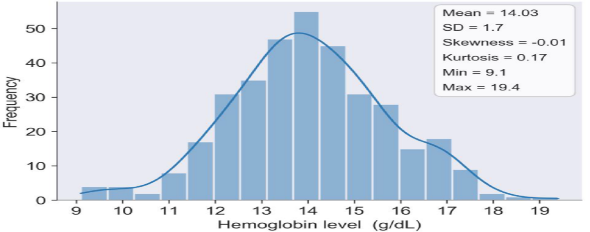 Mean = 14.03
SD = 1.7
Skewness = -0.01
Kurtosis = 0.17
Min = 9.1
Max = 19.4
Frequency
50
40
30
20
10
0
9 10 11 12 13 14 15 16 17 18 19
Hemoglobin level (g/dL)